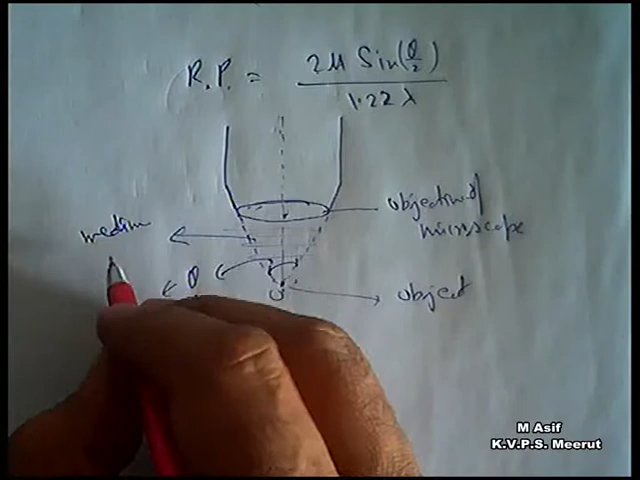 R.P. = 2μ Sin(θ/2) / 1.22 λ
objective of
microscope
medium
θ
O
object
M Asif
K.V.P.S. Meerut